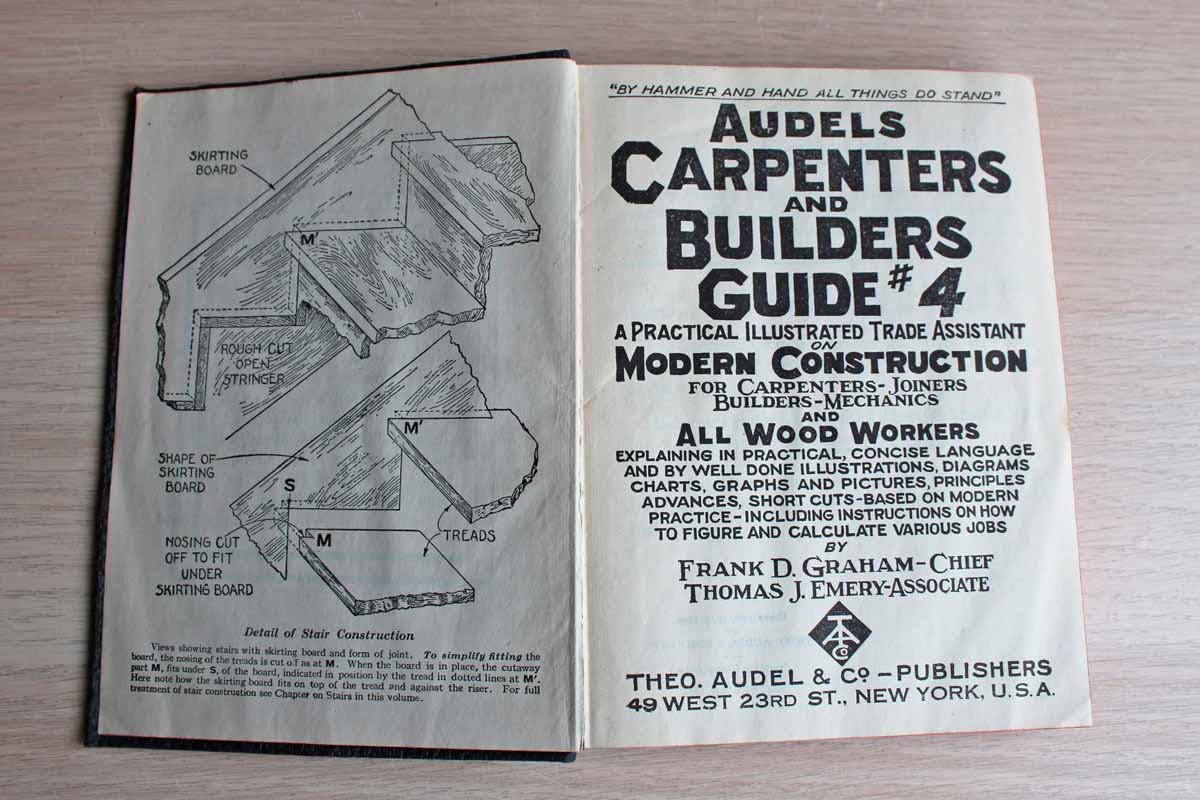 SKIRTING
BOARD
M'
ROUGH CUT
OPEN
STRINGER
M'
SHAPE OF
SKIRTING
BOARD
S
TREADS
M
NOSING CUT
OFF TO FIT
UNDER
SKIRTING BOARD
Detail of Stair Construction
Views showing stairs with skirting board and form of joint. To simplify fitting the
board, the nosing of the treads is cut off as at M. When the board is in place, the cutaway
part M, fits under S, of the board, indicated in position by the tread in dotted lines at M'.
Here note how the skirting board fits on top of the tread and against the riser. For full
treatment of stair construction see Chapter on Stairs in this volume.
"BY HAMMER AND HAND ALL THINGS DO STAND"
AUDELS
CARPENTERS
AND
BUILDERS
GUIDE #4
A PRACTICAL ILLUSTRATED TRADE ASSISTANT
ON
MODERN CONSTRUCTION
FOR CARPENTERS-JOINERS
BUILDERS-MECHANICS
AND
ALL WOOD WORKERS
EXPLAINING IN PRACTICAL, CONCISE LANGUAGE
AND BY WELL DONE ILLUSTRATIONS, DIAGRAMS
CHARTS, GRAPHS AND PICTURES, PRINCIPLES
ADVANCES, SHORT CUTS-BASED ON MODERN
PRACTICE-INCLUDING INSTRUCTIONS ON HOW
TO FIGURE AND CALCULATE VARIOUS JOBS
BY
FRANK D. GRAHAM-CHIEF
THOMAS J. EMERY-ASSOCIATE
THEO. AUDEL & CO-PUBLISHERS
49 WEST 23RD ST., NEW YORK, U.S.A.